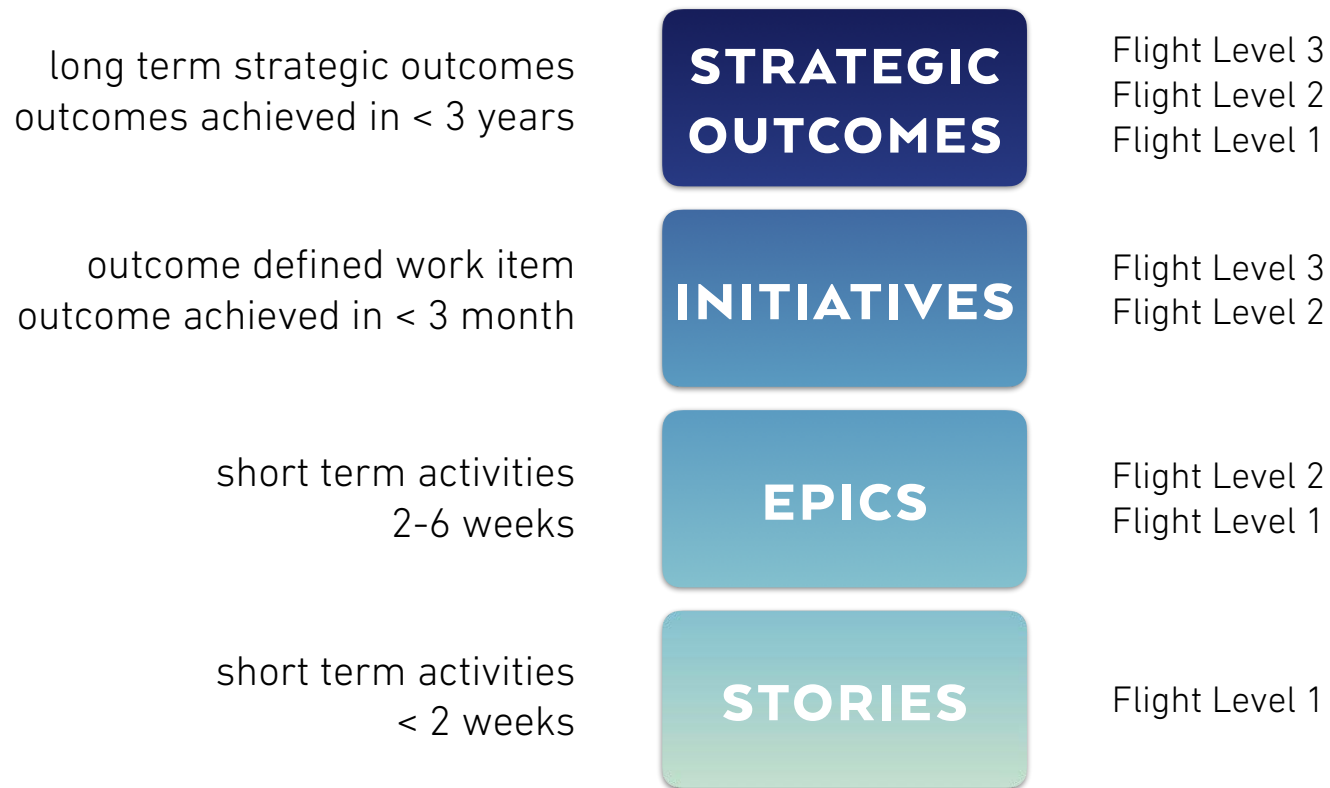 long term strategic outcomes
outcomes achieved in < 3 years
STRATEGIC
OUTCOMES
Flight Level 3
Flight Level 2
Flight Level 1
outcome defined work item
outcome achieved in < 3 month
INITIATIVES
Flight Level 3
Flight Level 2
short term activities
2-6 weeks
EPICS
Flight Level 2
Flight Level 1
short term activities
< 2 weeks
STORIES
Flight Level 1